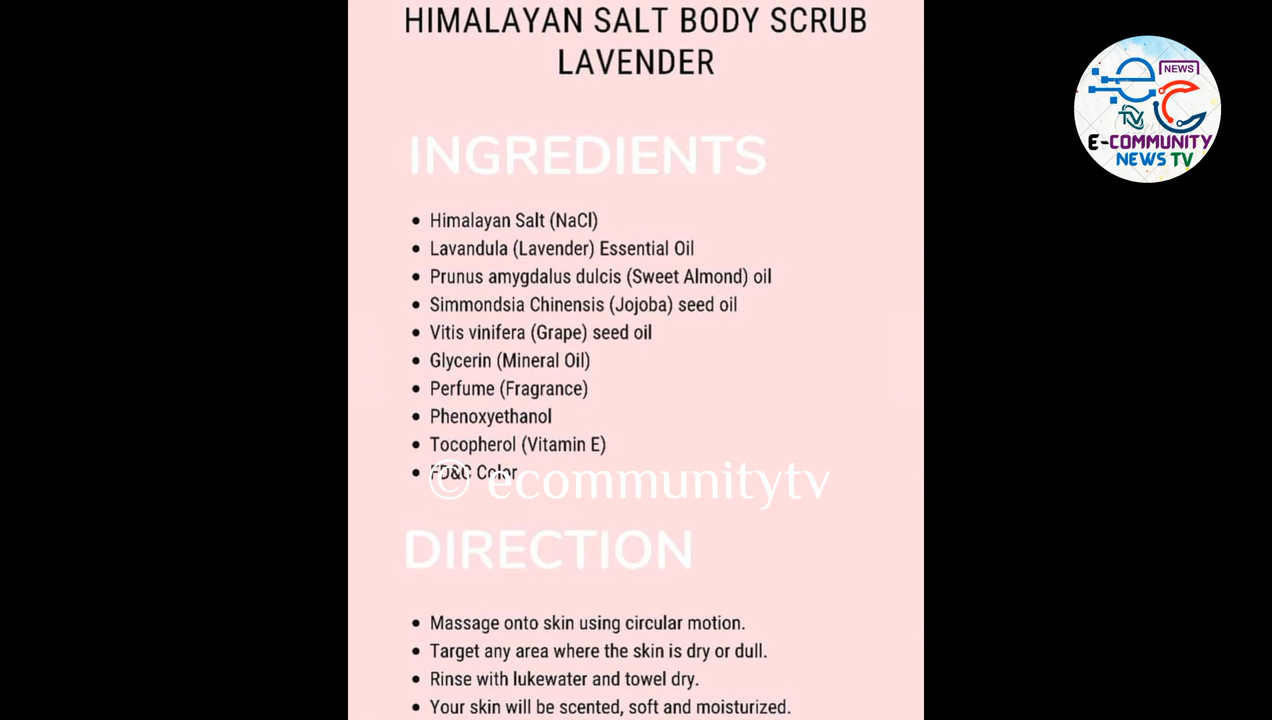 HIMALAYAN SALT BODY SCRUB
LAVENDER
NEWS
TV
E-COMMUNITY
NEWS TV
INGREDIENTS
• Himalayan Salt (NaCl)
• Lavandula (Lavender) Essential Oil
• Prunus amygdalus dulcis (Sweet Almond) oil
• Simmondsia Chinensis (Jojoba) seed oil
• Vitis vinifera (Grape) seed oil
• Glycerin (Mineral Oil)
• Perfume (Fragrance)
• Phenoxyethanol
• Tocopherol (Vitamin E)
• FD&C Color
© ecommunitytv
DIRECTION
• Massage onto skin using circular motion.
• Target any area where the skin is dry or dull.
• Rinse with lukewater and towel dry.
• Your skin will be scented, soft and moisturized.